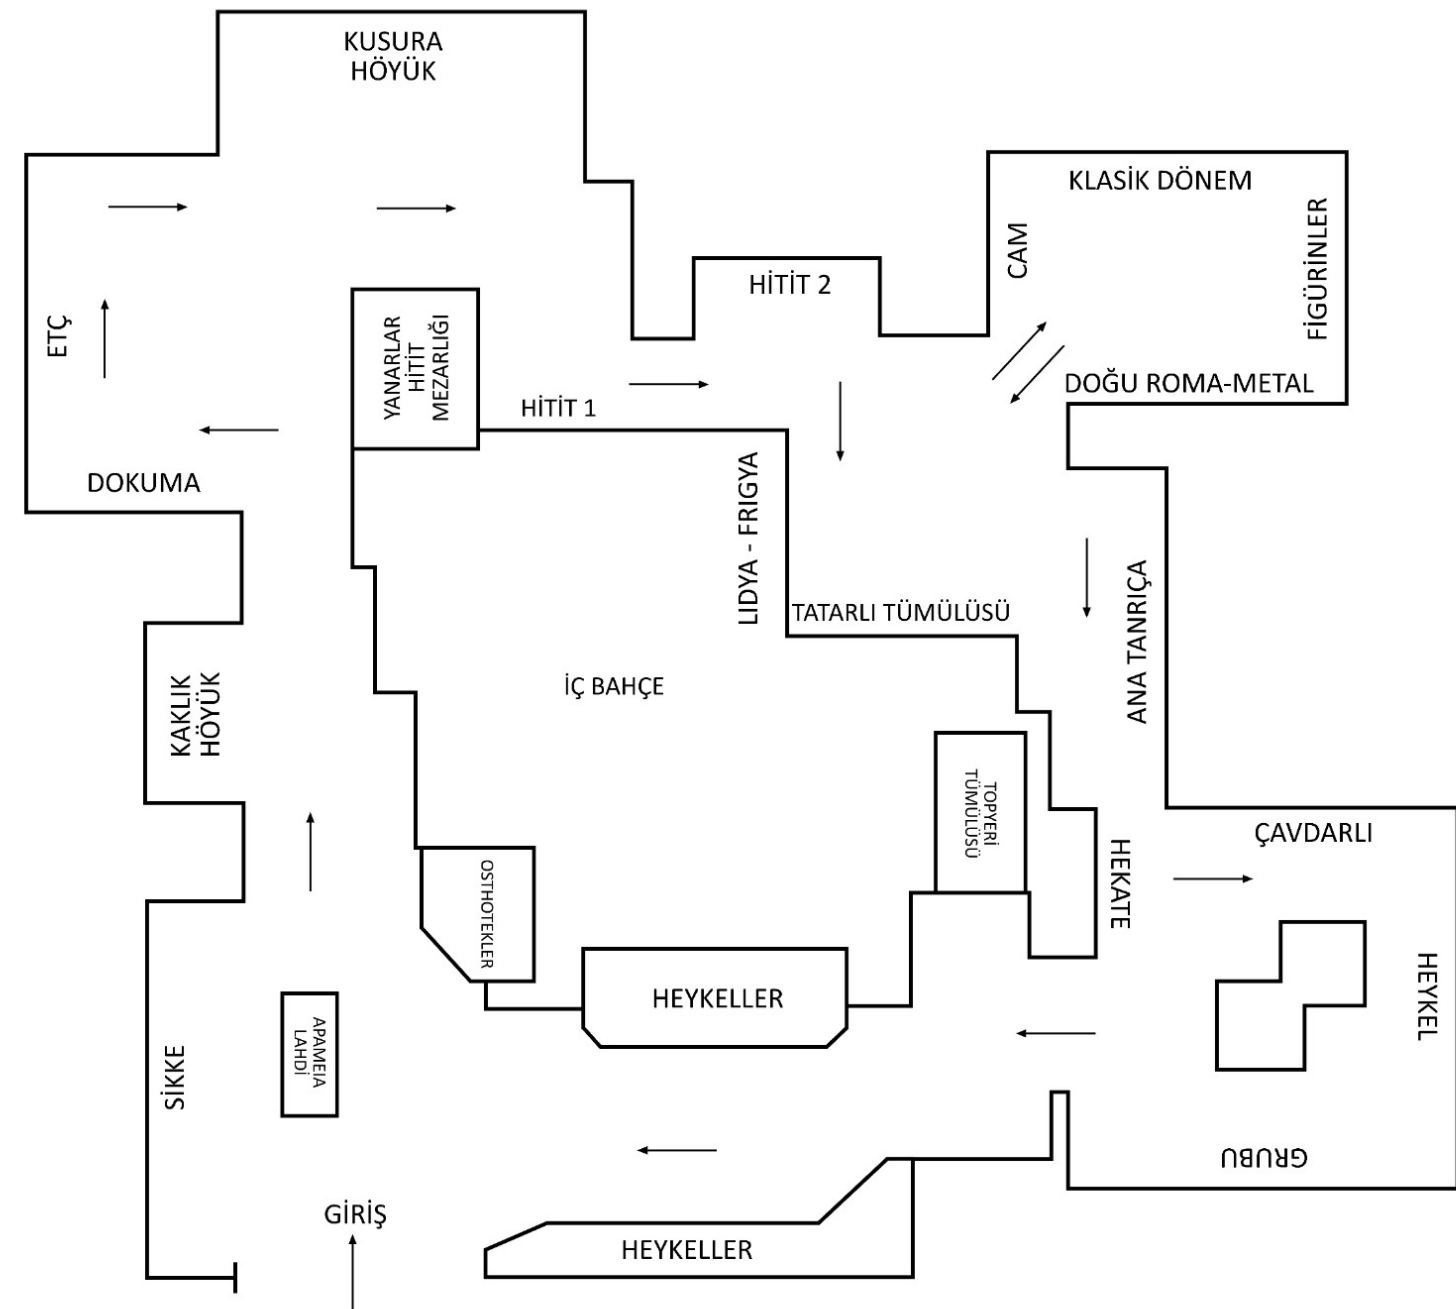 KUSURA
HÖYÜK
KLASİK DÖNEM
CAM
FİGÜRİNLER
HİTİT 2
ETÇ
YANARLAR
HİTİT
MEZARLIĞI
DOĞU ROMA-METAL
HİTİT 1
DOKUMA
LIDYA - FRIGYA
TATARLI TÜMÜLÜSÜ
ANA TANRIÇA
KAKLIK
HÖYÜK
İÇ BAHÇE
TOPYERİ
TÜMÜLÜSÜ
ÇAVDARLI
HEKATE
OSTHOTEKLER
HEYKELLER
HEYKEL
APAMEIA
LAHDİ
SİKKE
GRUBU
GİRİŞ
HEYKELLER